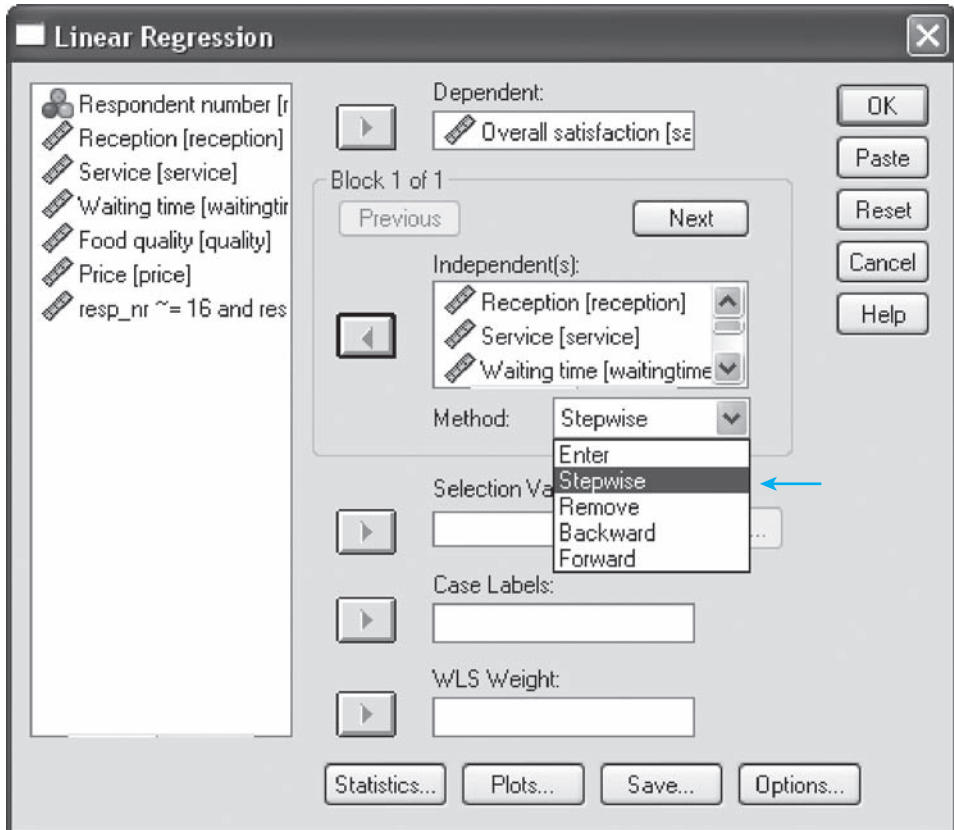 Linear Regression
Respondent number [r
Reception [reception]
Service [service]
Waiting time [waitingtir
Food quality [quality]
Price [price]
resp_nr ~= 16 and res
Dependent:
Overall satisfaction [sa
Block 1 of 1
Previous
Next
Independent(s):
Reception [reception]
Service [service]
Waiting time [waitingtime
Method:
Stepwise
Enter
Stepwise
Remove
Backward
Forward
Selection Va
...
Case Labels:
WLS Weight:
Statistics...
Plots...
Save...
Options...
OK
Paste
Reset
Cancel
Help